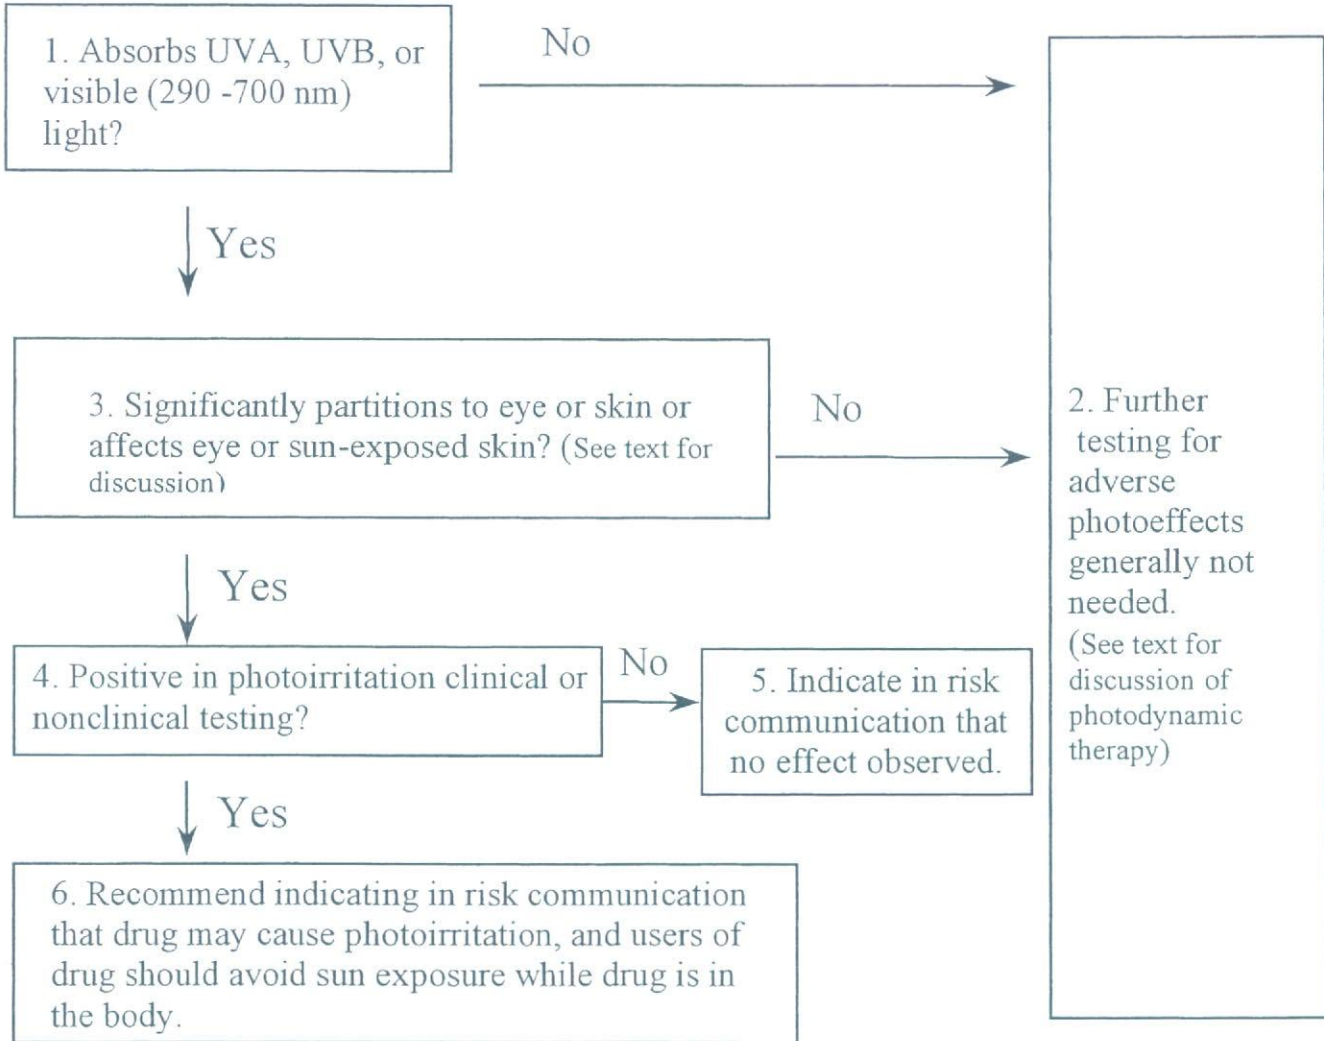 1. Absorbs UVA, UVB, or
visible (290 -700 nm)
light?
No
Yes
3. Significantly partitions to eye or skin or
affects eye or sun-exposed skin? (See text for
discussion)
No
2. Further
testing for
adverse
photoeffects
generally not
needed.
(See text for
discussion of
photodynamic
therapy)
Yes
4. Positive in photoirritation clinical or
nonclinical testing?
No
5. Indicate in risk
communication that
no effect observed.
Yes
6. Recommend indicating in risk communication
that drug may cause photoirritation, and users of
drug should avoid sun exposure while drug is in
the body.